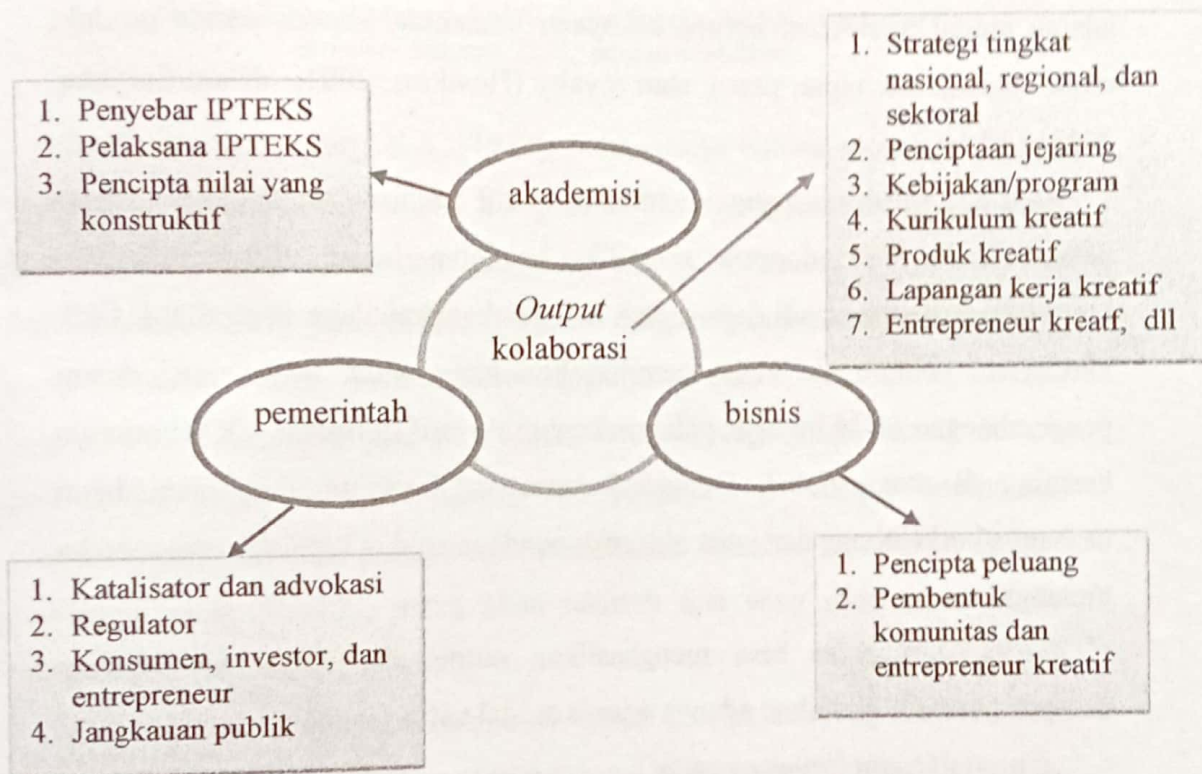 1. Penyebar IPTEKS
2. Pelaksana IPTEKS
3. Pencipta nilai yang
konstruktif
akademisi
1. Strategi tingkat
nasional, regional, dan
sektoral
2. Penciptaan jejaring
3. Kebijakan/program
4. Kurikulum kreatif
5. Produk kreatif
6. Lapangan kerja kreatif
7. Entrepreneur kreatf, dll
Output
kolaborasi
pemerintah
bisnis
1. Katalisator dan advokasi
2. Regulator
3. Konsumen, investor, dan
entrepreneur
4. Jangkauan publik
1. Pencipta peluang
2. Pembentuk
komunitas dan
entrepreneur kreatif